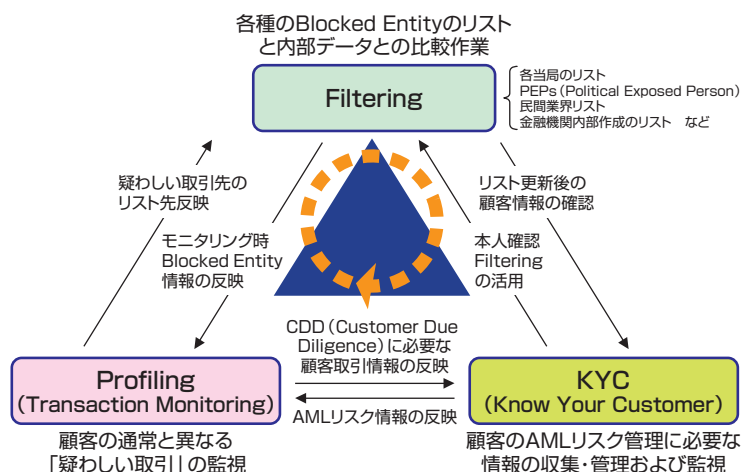 各種のBlocked Entityのリスト
と内部データとの比較作業
Filtering
各当局のリスト
PEPs(Political Exposed Person)
民間業界リスト
金融機関内部作成のリスト など
疑わしい取引先の
リスト先反映
モニタリング時
Blocked Entity
情報の反映
リスト更新後の
顧客情報の確認
本人確認
Filtering
の活用
CDD(Customer Due
Diligence)に必要な
顧客取引情報の反映
AMLリスク情報の反映
Profiling
(Transaction Monitoring)
顧客の通常と異なる
「疑わしい取引」の監視
KYC
(Know Your Customer)
顧客のAMLリスク管理に必要な
情報の収集・管理および監視